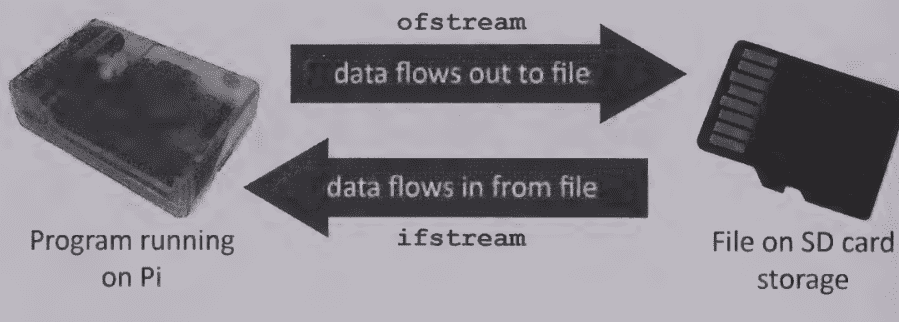 ofstream
data flows out to file
data flows in from file
ifstream
Program running
on Pi
File on SD card
storage